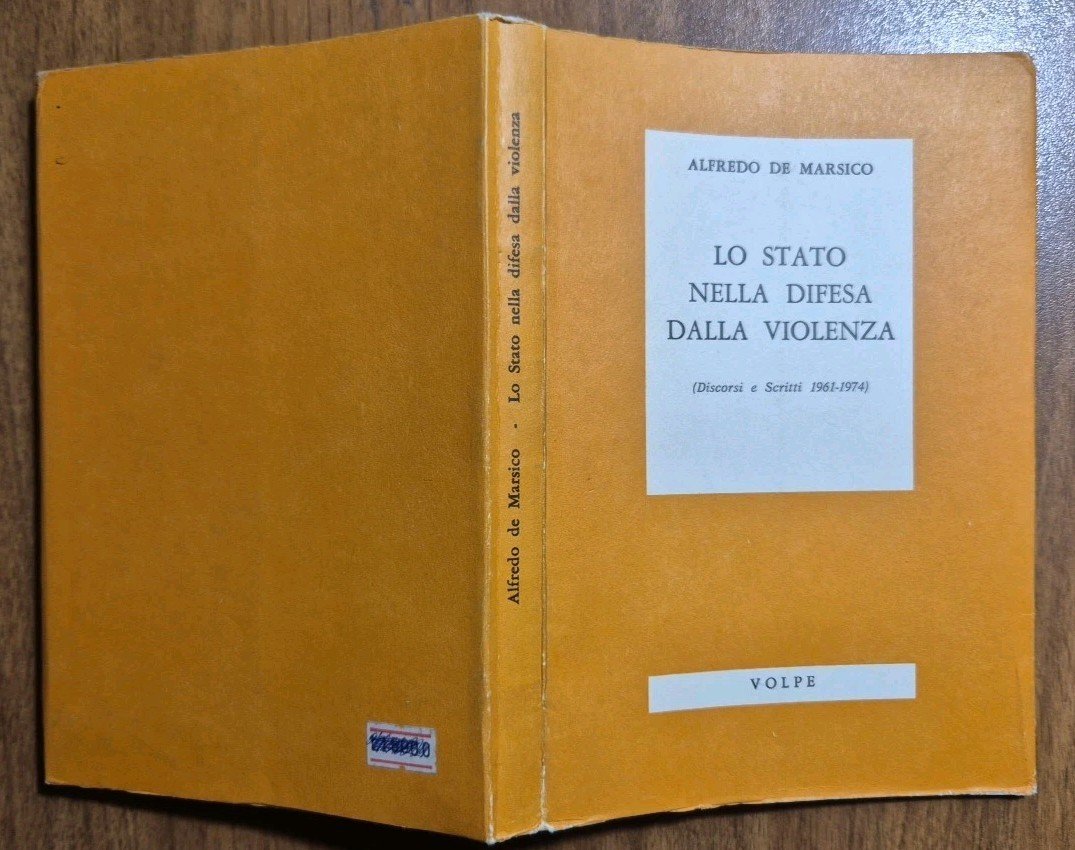 Alfredo de Marsico - Lo Stato nella difesa dalla violenza
ALFREDO DE MARSICO
LO STATO
NELLA DIFESA
DALLA VIOLENZA
(Discorsi e Scritti 1961-1974)
VOLPE